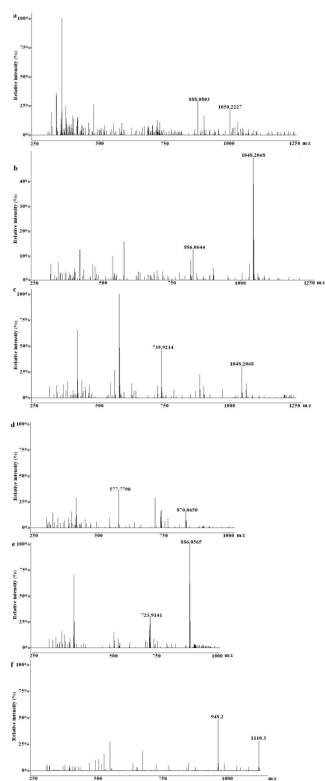 a
100%
75%
50%
25%
0%
Relative intensity (%)
888.0803
1050.2227
250 500 750 1000 1250 m/z
b
1048.2068
40%
30%
20%
10%
0%
Relative intensity (%)
886.0644
250 500 750 1000 1250 m/z
c
100%
75%
50%
25%
0%
Relative intensity (%)
739.9214
1048.2068
250 500 750 1000 1250 m/z
d
100%
75%
50%
25%
0%
Relative intensity (%)
577.7798
870.0650
250 500 750 1000 m/z
e
886.0565
100%
75%
50%
25%
0%
Relative intensity (%)
723.9141
250 500 750 1000 m/z
f
100%
75%
50%
25%
0%
Relative intensity (%)
948.2
1110.3
250 500 750 1000 m/z